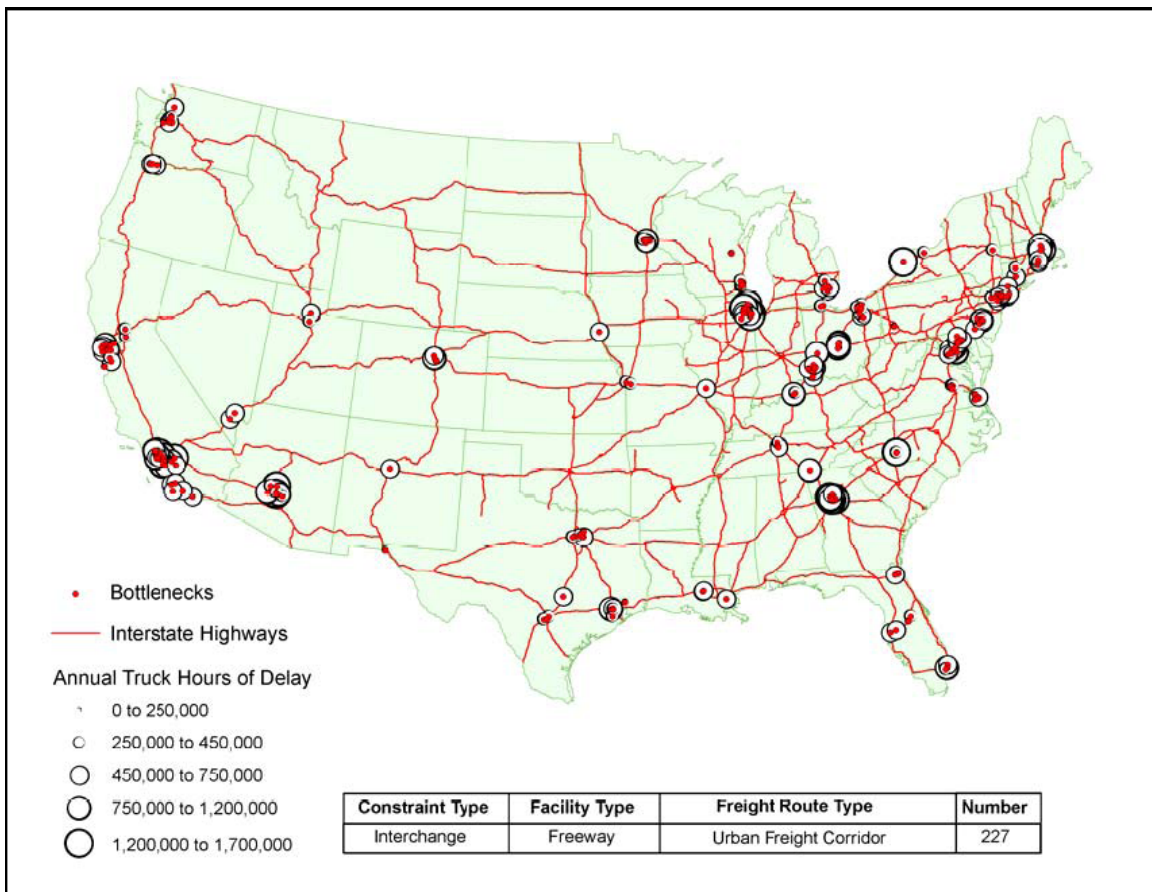 Bottlenecks
Interstate Highways
Annual Truck Hours of Delay
0 to 250,000
250,000 to 450,000
450,000 to 750,000
750,000 to 1,200,000
1,200,000 to 1,700,000
Constraint Type Facility Type Freight Route Type Number
Interchange Freeway Urban Freight Corridor 227